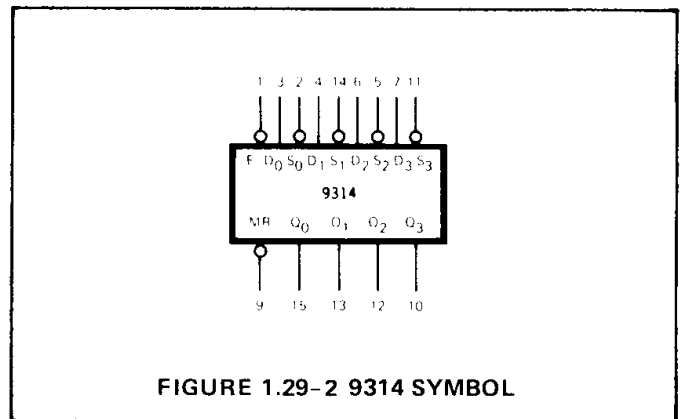 1 3 2 4 14 6 5 7 11
E D0 S0 D1 S1 D2 S2 D3 S3
9314
MR Q0 Q1 Q2 Q3
9 15 13 12 10
FIGURE 1.29-2 9314 SYMBOL